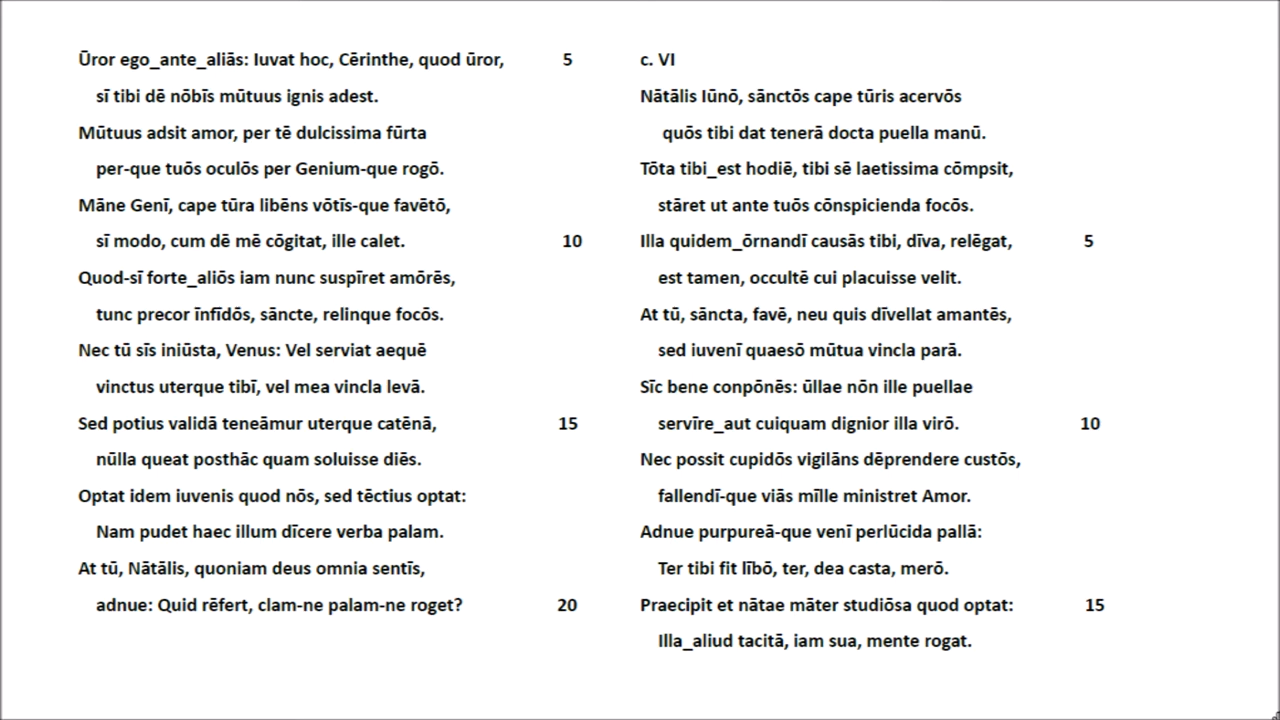 Ūror ego_ante_aliās: Iuvat hoc, Cērinthe, quod ūror, 5
sī tibi dē nōbīs mūtuus ignis adest.
Mūtuus adsit amor, per tē dulcissima fūrta
per-que tuōs oculōs per Genium-que rogō.
Māne Genī, cape tūra libēns vōtīs-que favētō,
sī modo, cum dē mē cōgitat, ille calet. 10
Quod-sī forte_aliōs iam nunc suspīret amōrēs,
tunc precor īnfīdōs, sāncte, relinque focōs.
Nec tū sīs iniūsta, Venus: Vel serviat aequē
vinctus uterque tibī, vel mea vincla levā.
Sed potius validā teneāmur uterque catēnā, 15
nūlla queat posthāc quam soluisse diēs.
Optat idem iuvenis quod nōs, sed tēctius optat:
Nam pudet haec illum dīcere verba palam.
At tū, Nātālis, quoniam deus omnia sentīs,
adnue: Quid rēfert, clam-ne palam-ne roget? 20
c. VI
Nātālis Iūnō, sānctōs cape tūris acervōs
quōs tibi dat tenerā docta puella manū.
Tōta tibi_est hodiē, tibi sē laetissima cōmpsit,
stāret ut ante tuōs cōnspicienda focōs.
Illa quidem_ōrnandī causās tibi, dīva, relēgat, 5
est tamen, occultē cui placuisse velit.
At tū, sāncta, favē, neu quis dīvellat amantēs,
sed iuvenī quaesō mūtua vincla parā.
Sīc bene conpōnēs: ūllae nōn ille puellae
servīre_aut cuiquam dignior illa virō. 10
Nec possit cupidōs vigilāns dēprendere custōs,
fallendī-que viās mīlle ministret Amor.
Adnue purpureā-que venī perlūcida pallā:
Ter tibi fit lībō, ter, dea casta, merō.
Praecipit et nātae māter studiōsa quod optat: 15
Illa_aliud tacitā, iam sua, mente rogat.